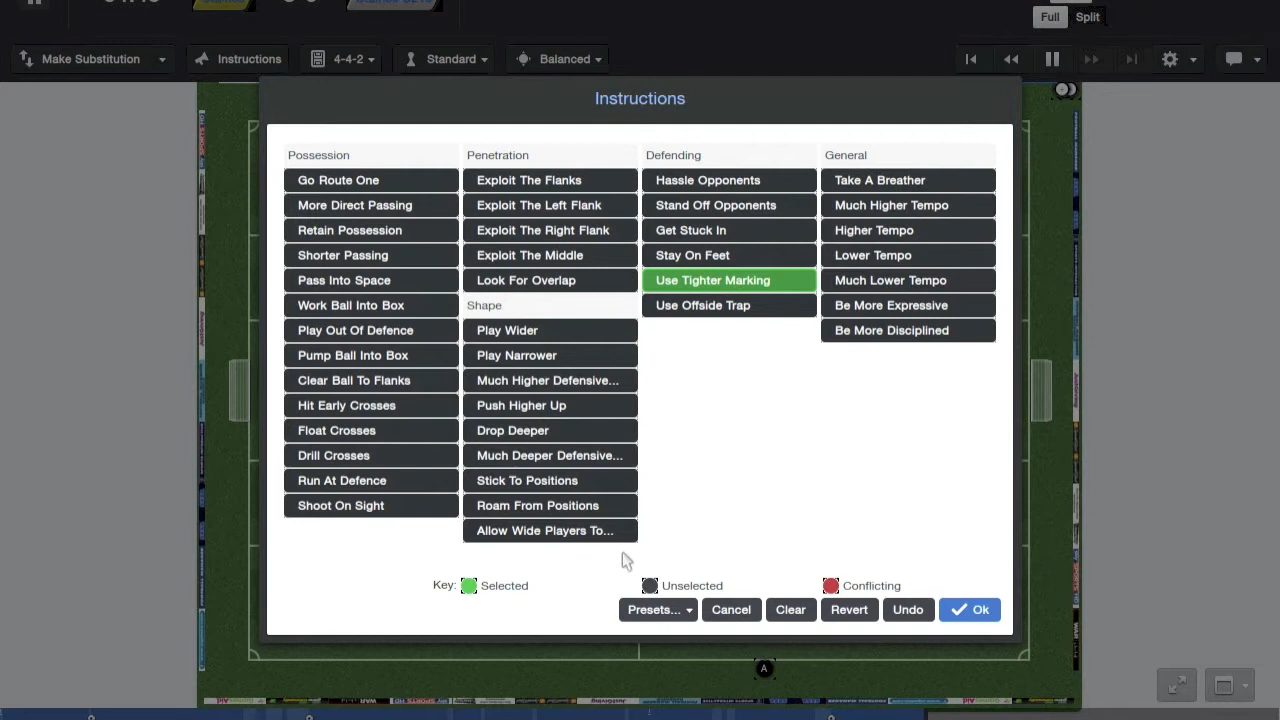 Full Split
Make Substitution Instructions 4-4-2 Standard Balanced
Instructions
Possession Penetration Defending General
Go Route One Exploit The Flanks Hassle Opponents Take A Breather
More Direct Passing Exploit The Left Flank Stand Off Opponents Much Higher Tempo
Retain Possession Exploit The Right Flank Get Stuck In Higher Tempo
Shorter Passing Exploit The Middle Stay On Feet Lower Tempo
Pass Into Space Look For Overlap Use Tighter Marking Much Lower Tempo
Work Ball Into Box Shape Use Offside Trap Be More Expressive
Play Out Of Defence Play Wider Be More Disciplined
Pump Ball Into Box Play Narrower
Clear Ball To Flanks Much Higher Defensive...
Hit Early Crosses Push Higher Up
Float Crosses Drop Deeper
Drill Crosses Much Deeper Defensive...
Run At Defence Stick To Positions
Shoot On Sight Roam From Positions
Allow Wide Players To...
Key: Selected Unselected Conflicting
Presets... Cancel Clear Revert Undo Ok
A